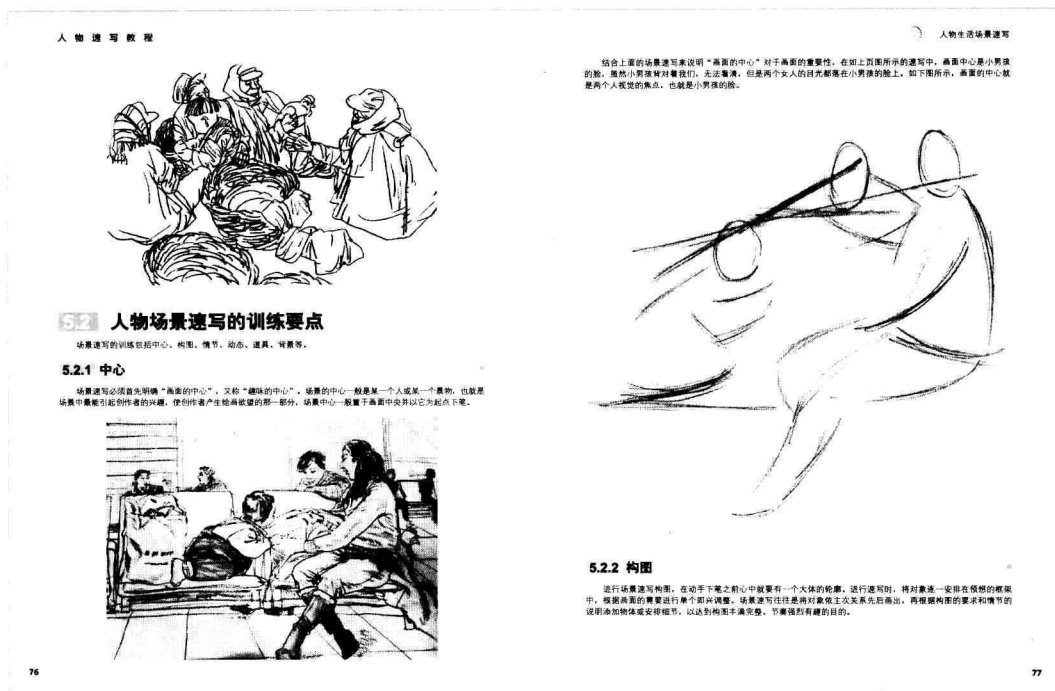 人物速写教程
5.2 人物场景速写的训练要点
场景速写的训练包括中心、构图、情节、动态、道具、背景等。
5.2.1 中心
场景速写必须首先明确“画面的中心”，又称“趣味的中心”。场景的中心一般是某一个人或某一个景物，也就是
场景中最能引起创作者的兴趣，使创作者产生绘画欲望的那一部分，场景中心一般置于画面中央并以它为起点下笔。
76
人物生活场景速写
结合上面的场景速写来说明“画面的中心”对于画面的重要性，在如上页图所示的速写中，画面中心是小男孩
的脸，虽然小男孩背对着我们，无法看清，但是两个女人的目光都落在小男孩的脸上。如下图所示，画面的中心就
是两个人视觉的焦点，也就是小男孩的脸。
5.2.2 构图
进行场景速写构图，在动手下笔之前心中就要有一个大体的轮廓。进行速写时，将对象逐一安排在预想的框架
中，根据画面的需要进行单个即兴调整。场景速写往往是将对象依主次关系先后画出，再根据构图的要求和情节的
说明添加物体或安排细节，以达到构图丰满完整、节奏强烈有趣的目的。
77